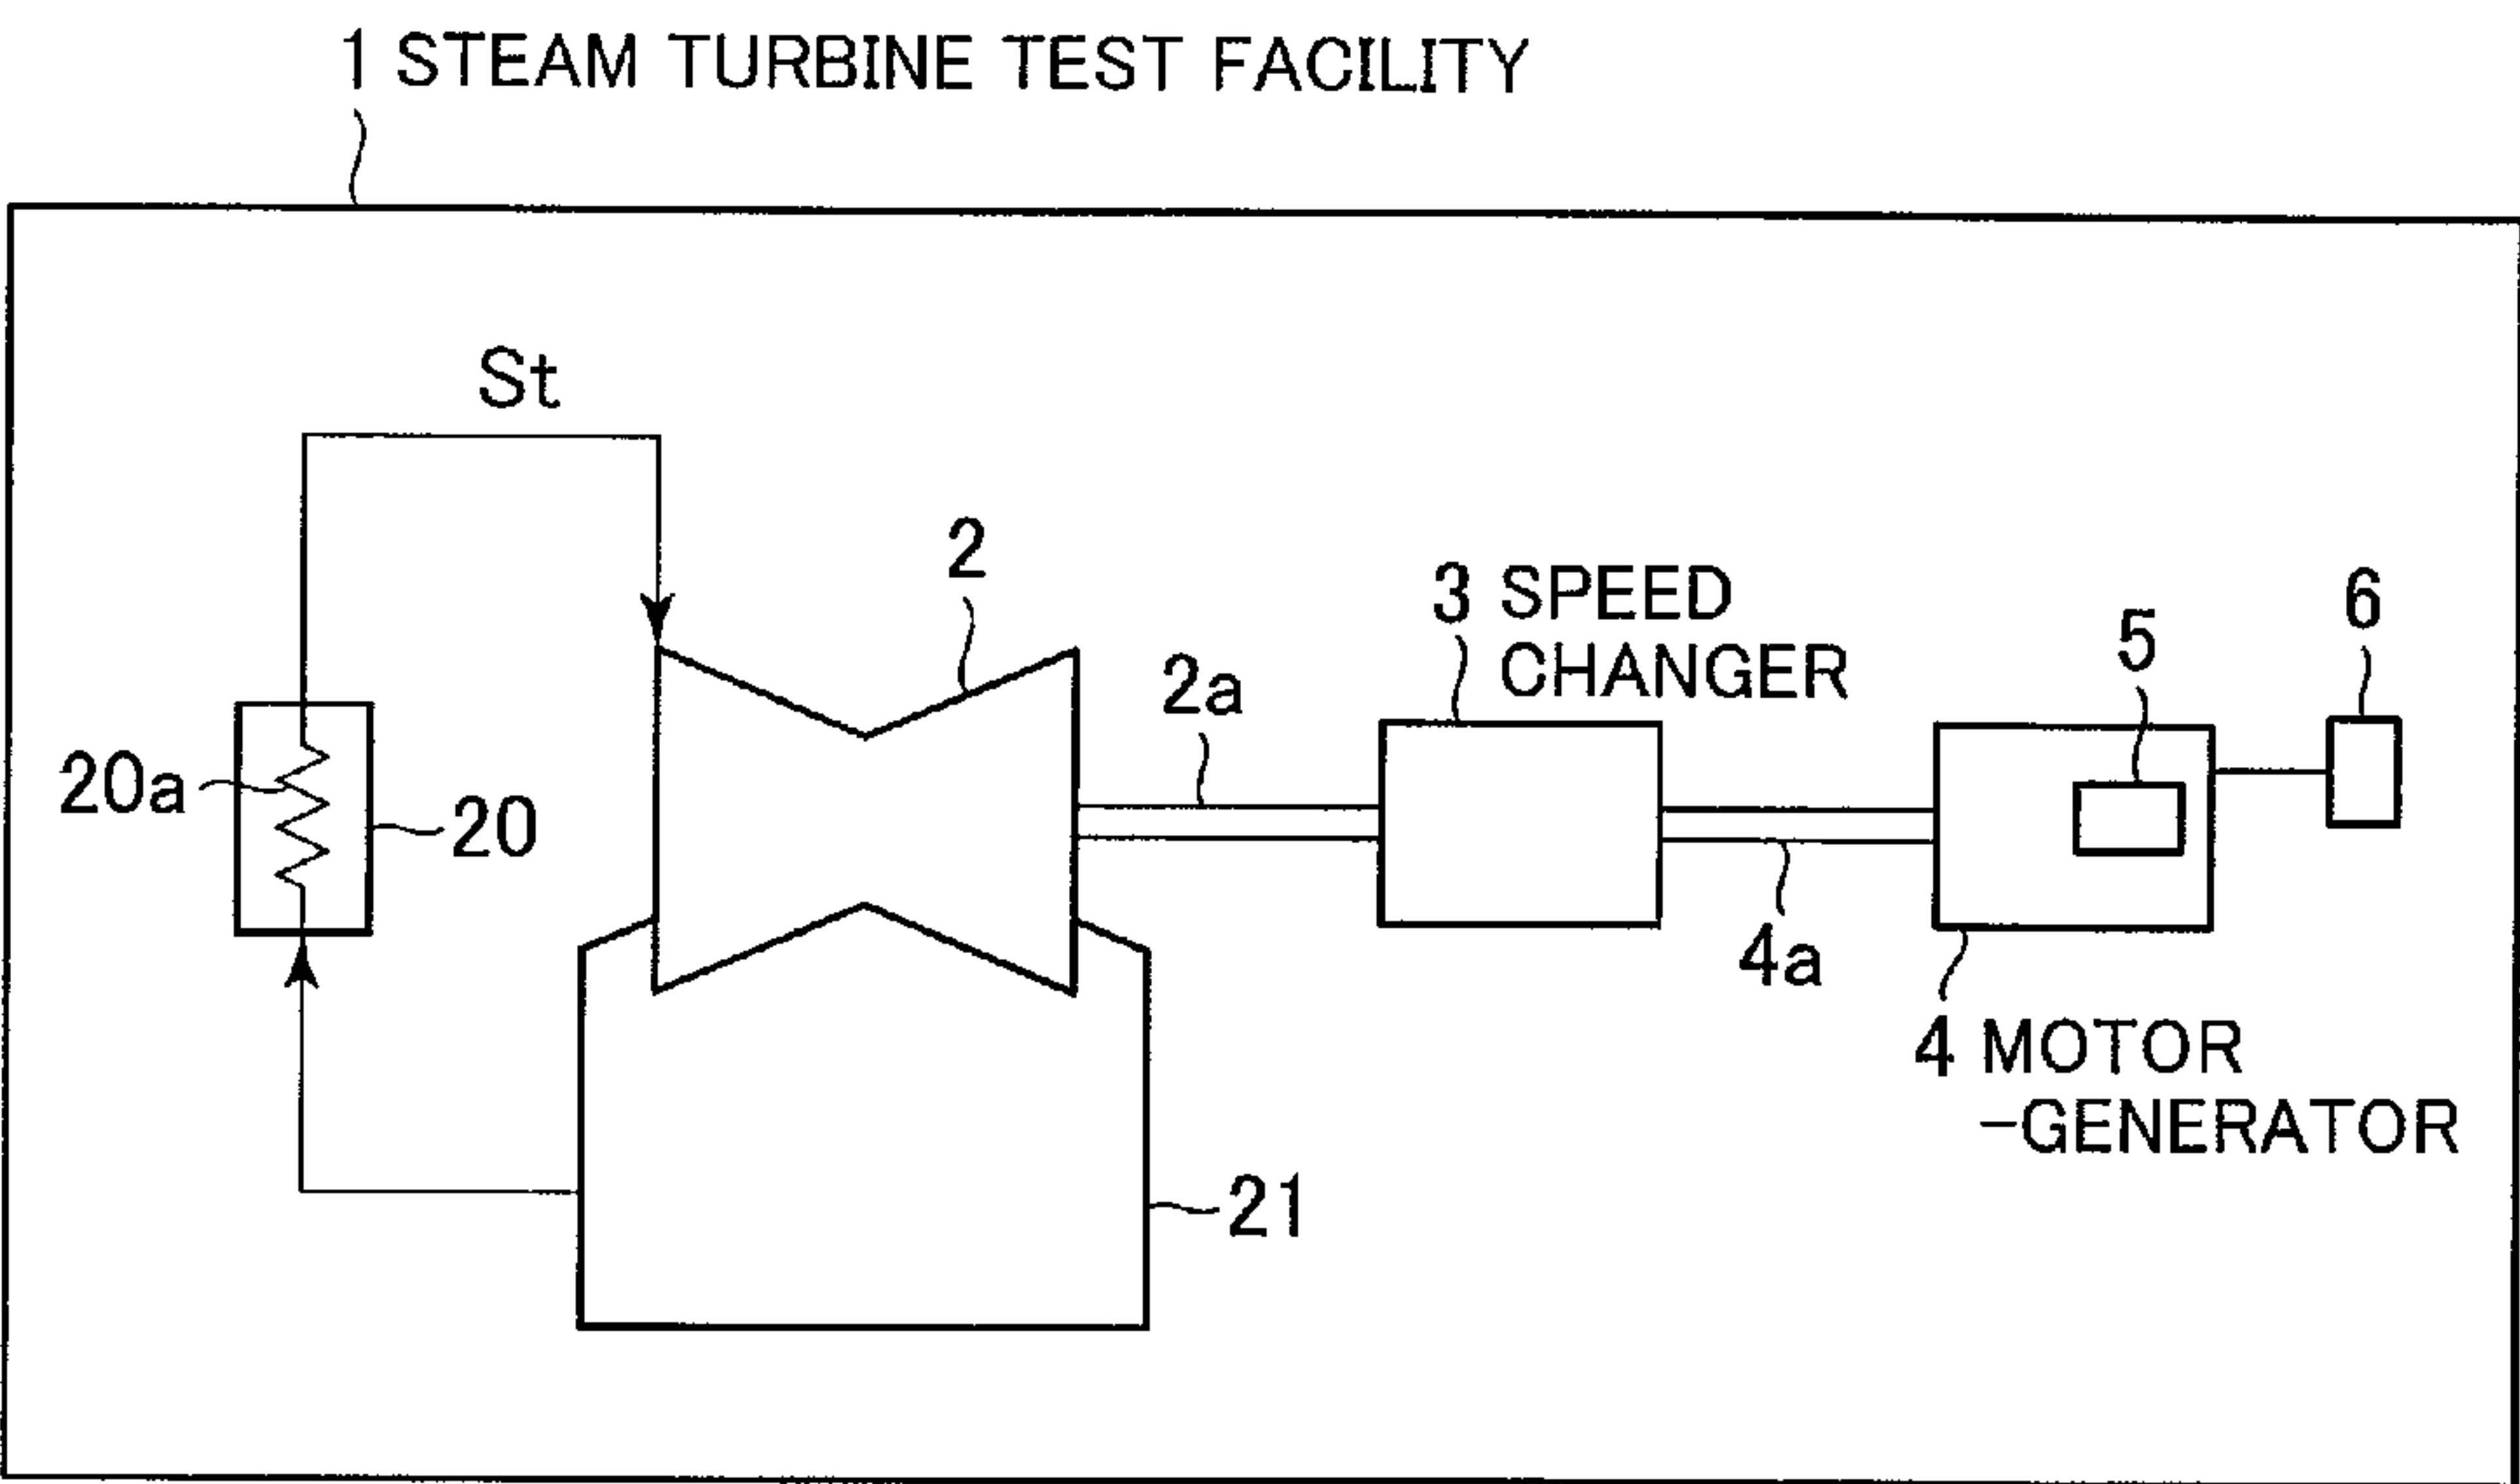 1 STEAM TURBINE TEST FACILITY
St
2
3 SPEED
CHANGER
6
5
2a
20a
20
4a
4 MOTOR
-GENERATOR
21